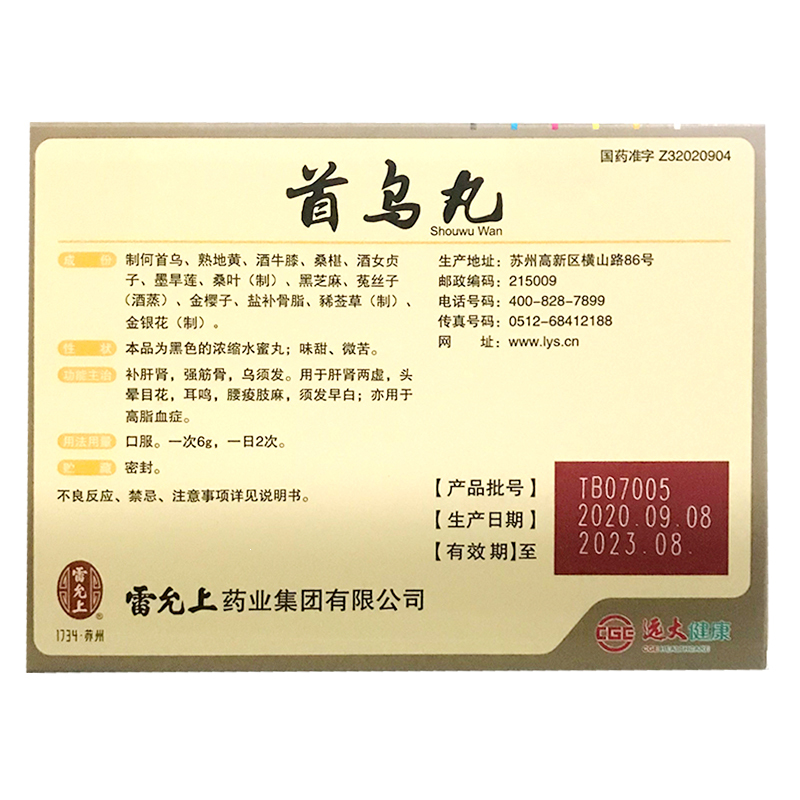 国药准字 Z32020904
首乌丸
Shouwu Wan
成份 制何首乌、熟地黄、酒牛膝、桑椹、酒女贞
子、墨旱莲、桑叶（制）、黑芝麻、菟丝子
（酒蒸）、金樱子、盐补骨脂、豨莶草（制）、
金银花（制）。
性状 本品为黑色的浓缩水蜜丸；味甜、微苦。
功能主治 补肝肾，强筋骨，乌须发。用于肝肾两虚，头
晕目花，耳鸣，腰痠肢麻，须发早白；亦用于
高脂血症。
用法用量 口服。一次6g，一日2次。
贮藏 密封。
不良反应、禁忌、注意事项详见说明书。
生产地址：苏州高新区横山路86号
邮政编码：215009
电话号码：400-828-7899
传真号码：0512-68412188
网 址：www.lys.cn
【产品批号】 TB07005
【生产日期】 2020.09.08
【有效期】至 2023.08.
雷允上®
1734·苏州
雷允上药业集团有限公司
CGE 远大健康
CGE HEALTHCARE